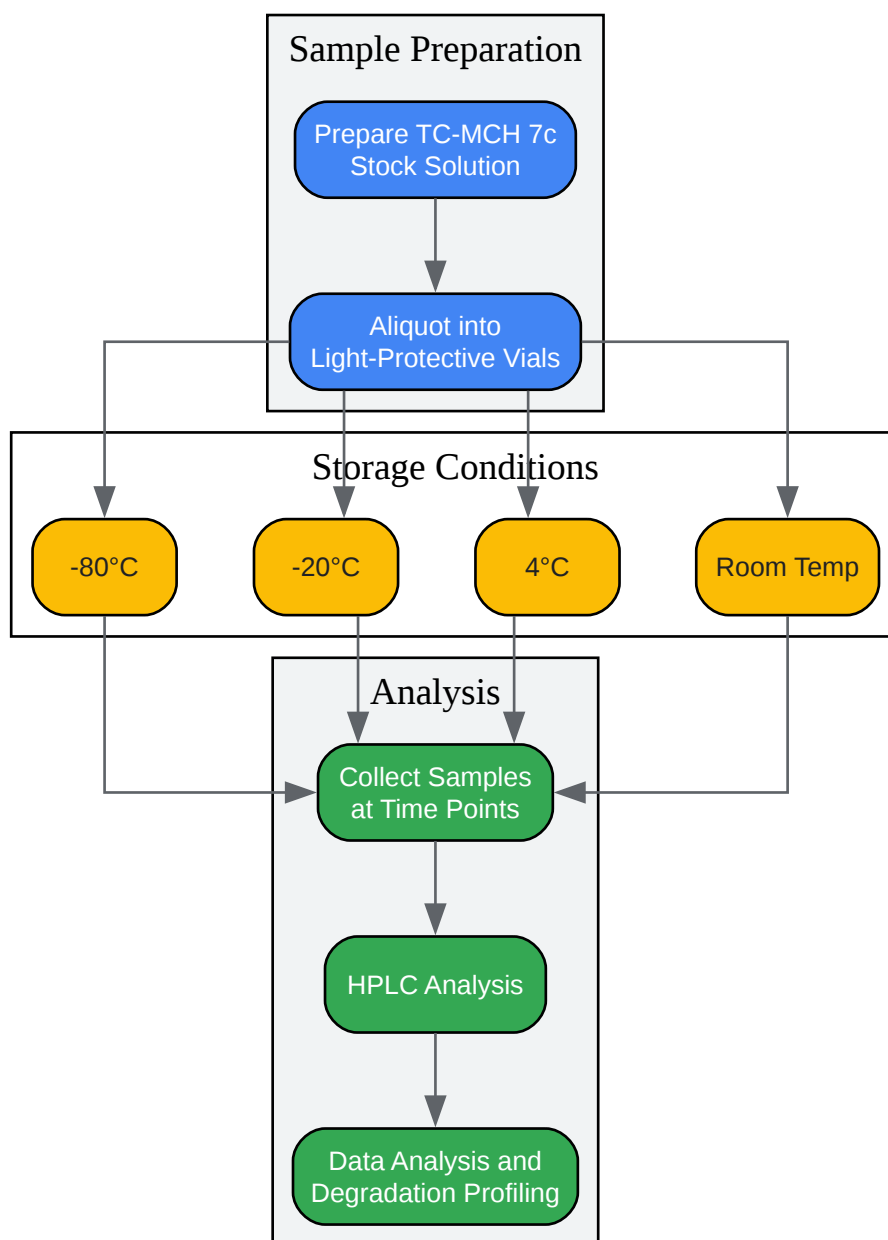 Sample Preparation
Prepare TC-MCH 7c
Stock Solution
Aliquot into
Light-Protective Vials
Storage Conditions
-80°C
-20°C
4°C
Room Temp
Analysis
Collect Samples
at Time Points
HPLC Analysis
Data Analysis and
Degradation Profiling